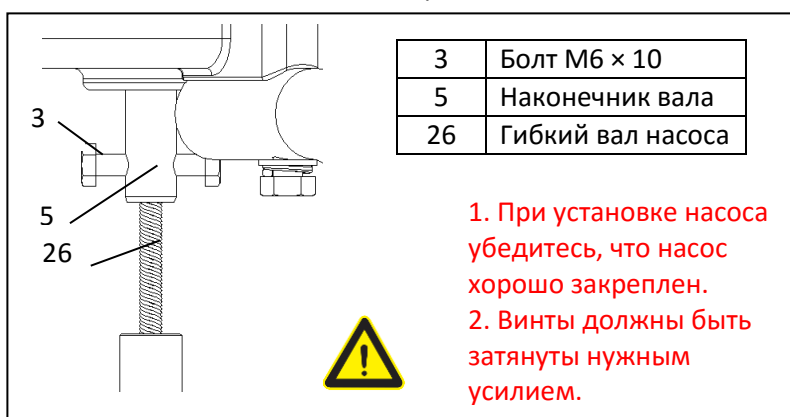 3 Болт М6 × 10
5 Наконечник вала
26 Гибкий вал насоса
3
5
26
1. При установке насоса
убедитесь, что насос
хорошо закреплен.
2. Винты должны быть
затянуты нужным
усилием.